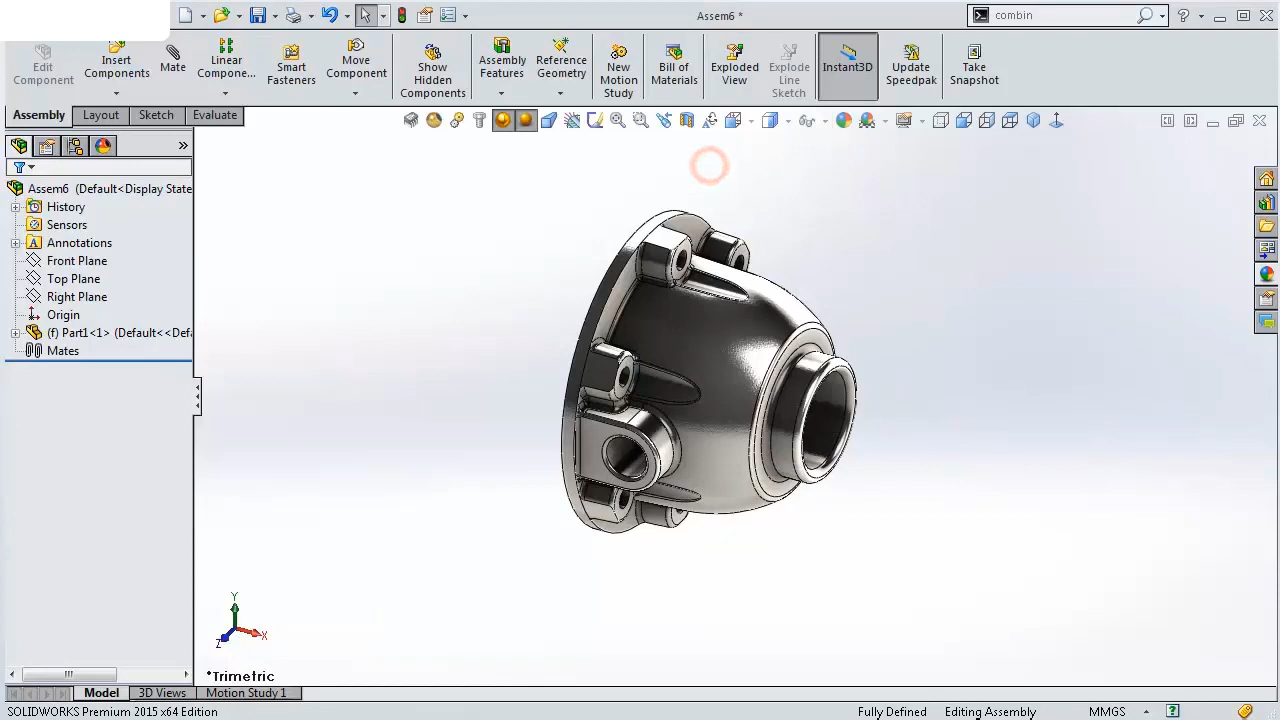 Assem6 *
combin
Edit Component
Insert Components
Mate
Linear Compone...
Smart Fasteners
Move Component
Show Hidden Components
Assembly Features
Reference Geometry
New Motion Study
Bill of Materials
Exploded View
Explode Line Sketch
Instant3D
Update Speedpak
Take Snapshot
Assembly
Layout
Sketch
Evaluate
Assem6 (Default<Display State
History
Sensors
Annotations
Front Plane
Top Plane
Right Plane
Origin
(f) Part1<1> (Default<<Def
Mates
Y
X
Z
*Trimetric
Model
3D Views
Motion Study 1
SOLIDWORKS Premium 2015 x64 Edition
Fully Defined
Editing Assembly
MMGS